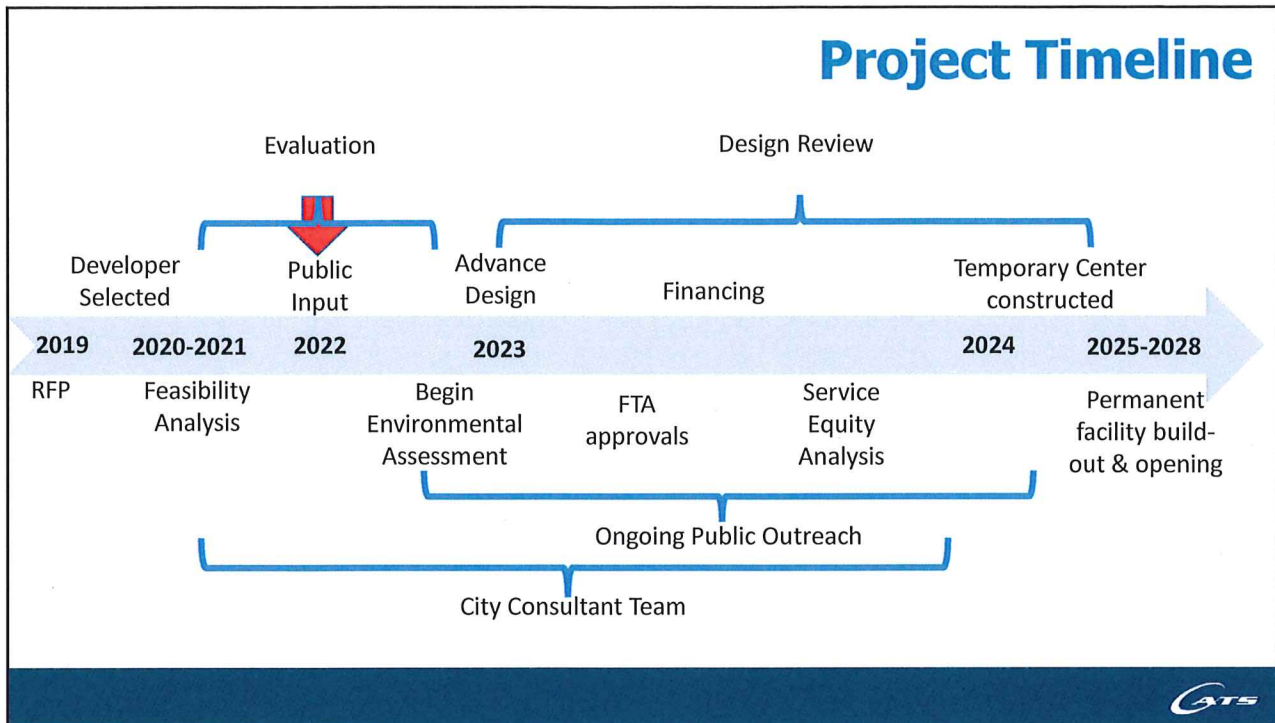 Project Timeline
Evaluation
Design Review
Developer
Selected
Public
Input
Advance
Design
Financing
Temporary Center
constructed
2019
2020-2021
2022
2023
2024
2025-2028
RFP
Feasibility
Analysis
Begin
Environmental
Assessment
FTA
approvals
Service
Equity
Analysis
Permanent
facility build-
out & opening
Ongoing Public Outreach
City Consultant Team
CATS